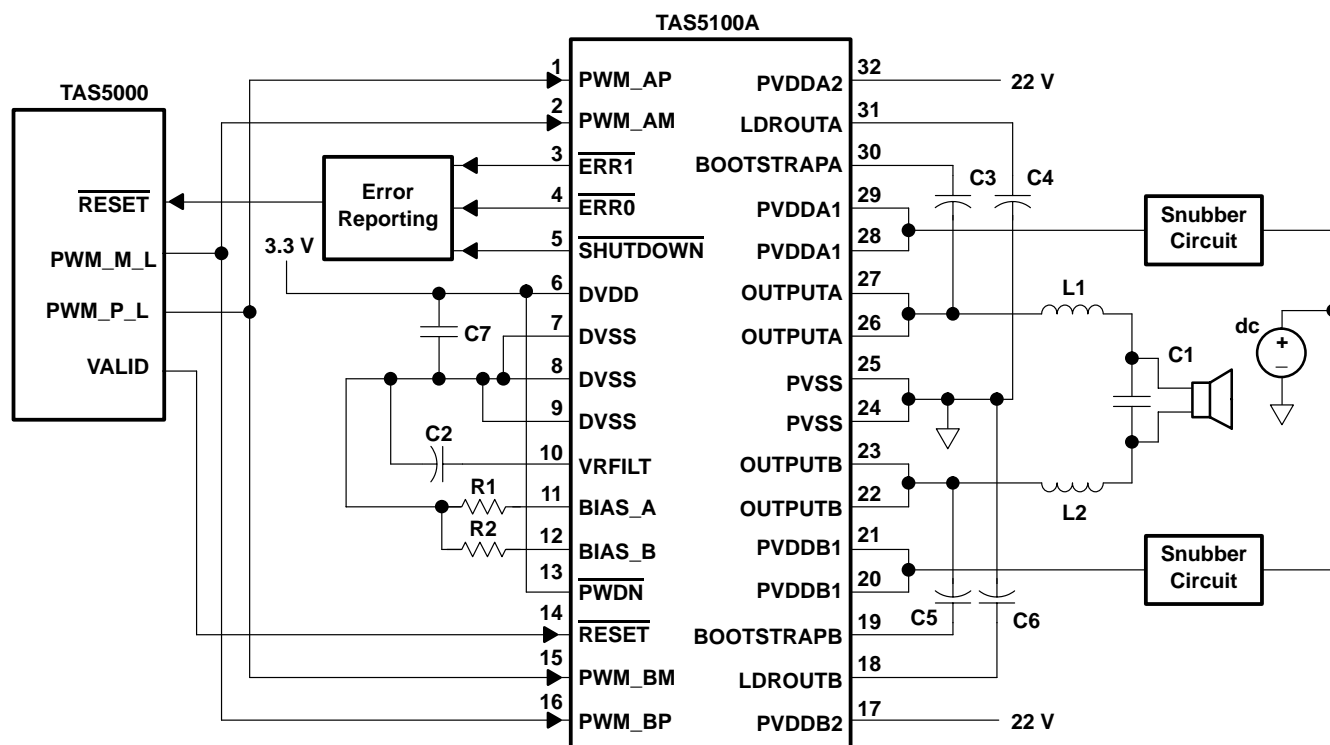 TAS5100A
TAS5000
RESET
PWM_M_L
PWM_P_L
VALID
Error
Reporting
3.3 V
C7
C2
R1
R2
1 PWM_AP
2 PWM_AM
3 ERR1
4 ERR0
5 SHUTDOWN
6 DVDD
7 DVSS
8 DVSS
9 DVSS
10 VRFILT
11 BIAS_A
12 BIAS_B
13 PWDN
14 RESET
15 PWM_BM
16 PWM_BP
PVDDA2 32 22 V
LDROUTA 31
BOOTSTRAPA 30
PVDDA1 29
PVDDA1 28
OUTPUTA 27
OUTPUTA 26
PVSS 25
PVSS 24
OUTPUTB 23
OUTPUTB 22
PVDDB1 21
PVDDB1 20
BOOTSTRAPB 19
LDROUTB 18
PVDDB2 17 22 V
C3 C4
Snubber
Circuit
L1
dc
+
–
C1
L2
Snubber
Circuit
C5 C6